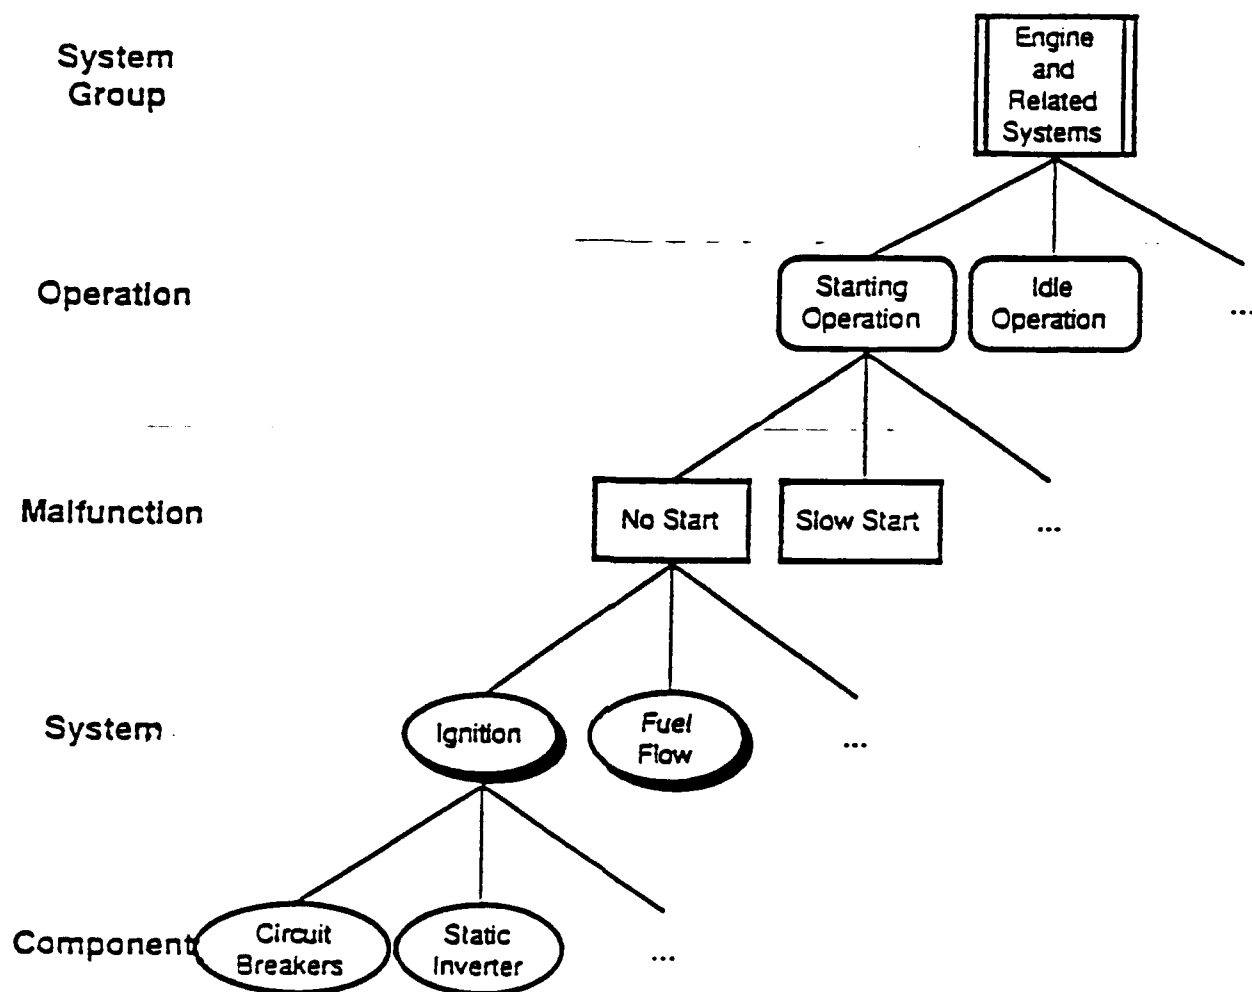 System
Group
Engine
and
Related
Systems
Operation
Starting
Operation
Idle
Operation
...
Malfunction
No Start
Slow Start
...
System
Ignition
Fuel
Flow
...
Component
Circuit
Breakers
Static
Inverter
...